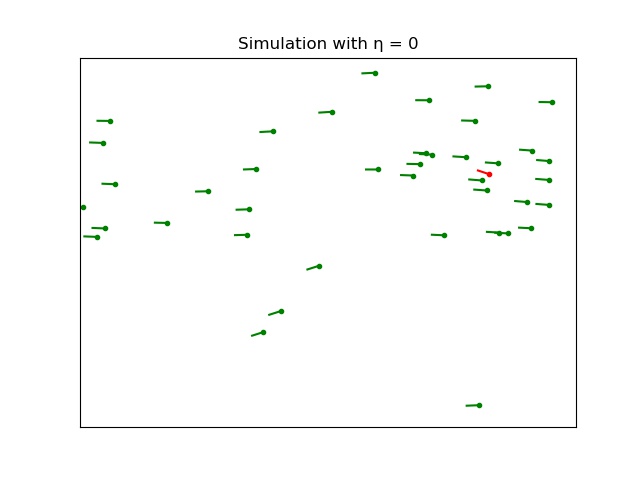 Simulation with η = 0